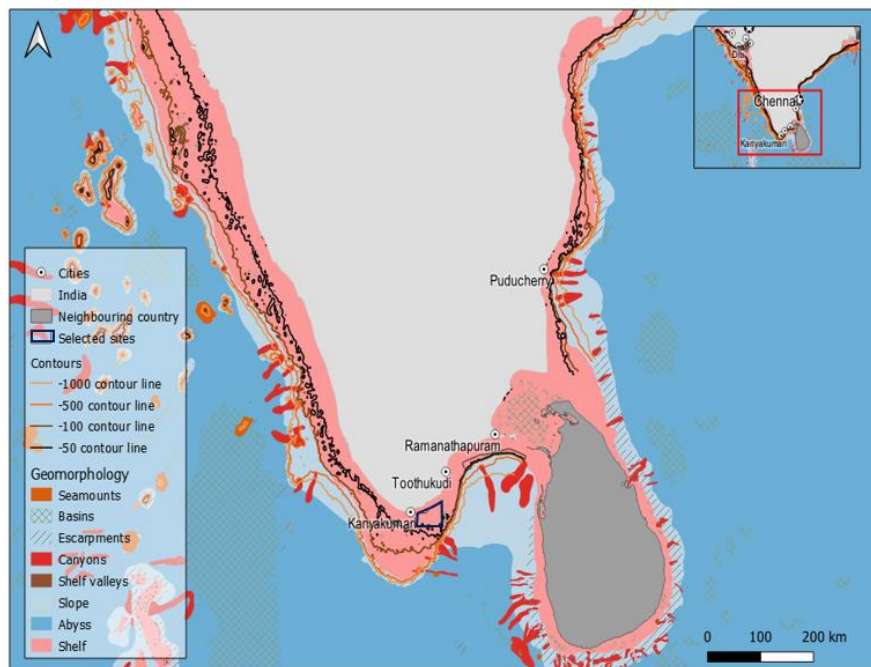 Chennai
Kanyakumari
Puducherry
Ramanathapuram
Toothukudi
Kanyakumari
Cities
India
Neighbouring country
Selected sites
Contours
-1000 contour line
-500 contour line
-100 contour line
-50 contour line
Geomorphology
Seamounts
Basins
Escarpments
Canyons
Shelf valleys
Slope
Abyss
Shelf
0 100 200 km